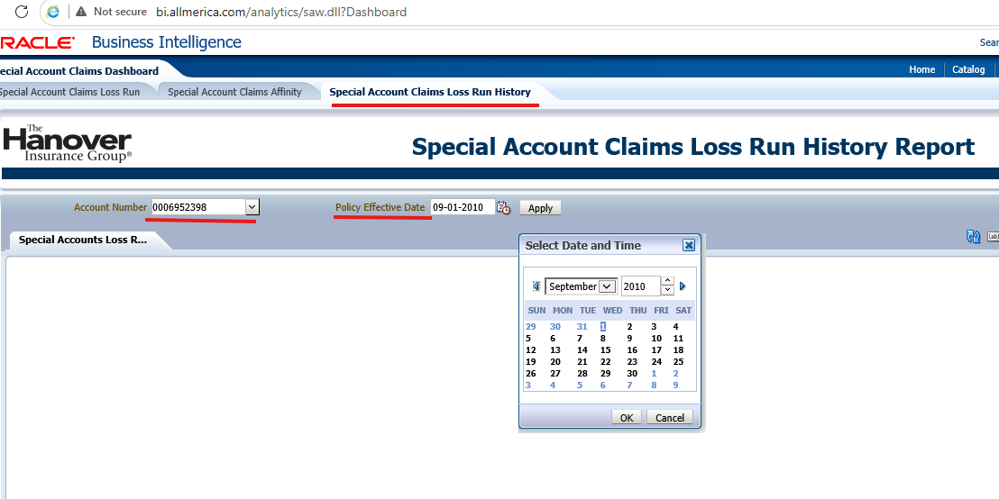 Not secure bi.allmerica.com/analytics/saw.dll?Dashboard
RACLE Business Intelligence Sear
ecial Account Claims Dashboard Home Catalog
Special Account Claims Loss Run Special Account Claims Affinity Special Account Claims Loss Run History
The
Hanover
Insurance Group®
Special Account Claims Loss Run History Report
Account Number 0006952398 Policy Effective Date 09-01-2010 Apply
Special Accounts Loss R...
Select Date and Time
September 2010
SUN MON TUE WED THU FRI SAT
29 30 31 1 2 3 4
5 6 7 8 9 10 11
12 13 14 15 16 17 18
19 20 21 22 23 24 25
26 27 28 29 30 1 2
3 4 5 6 7 8 9
OK Cancel